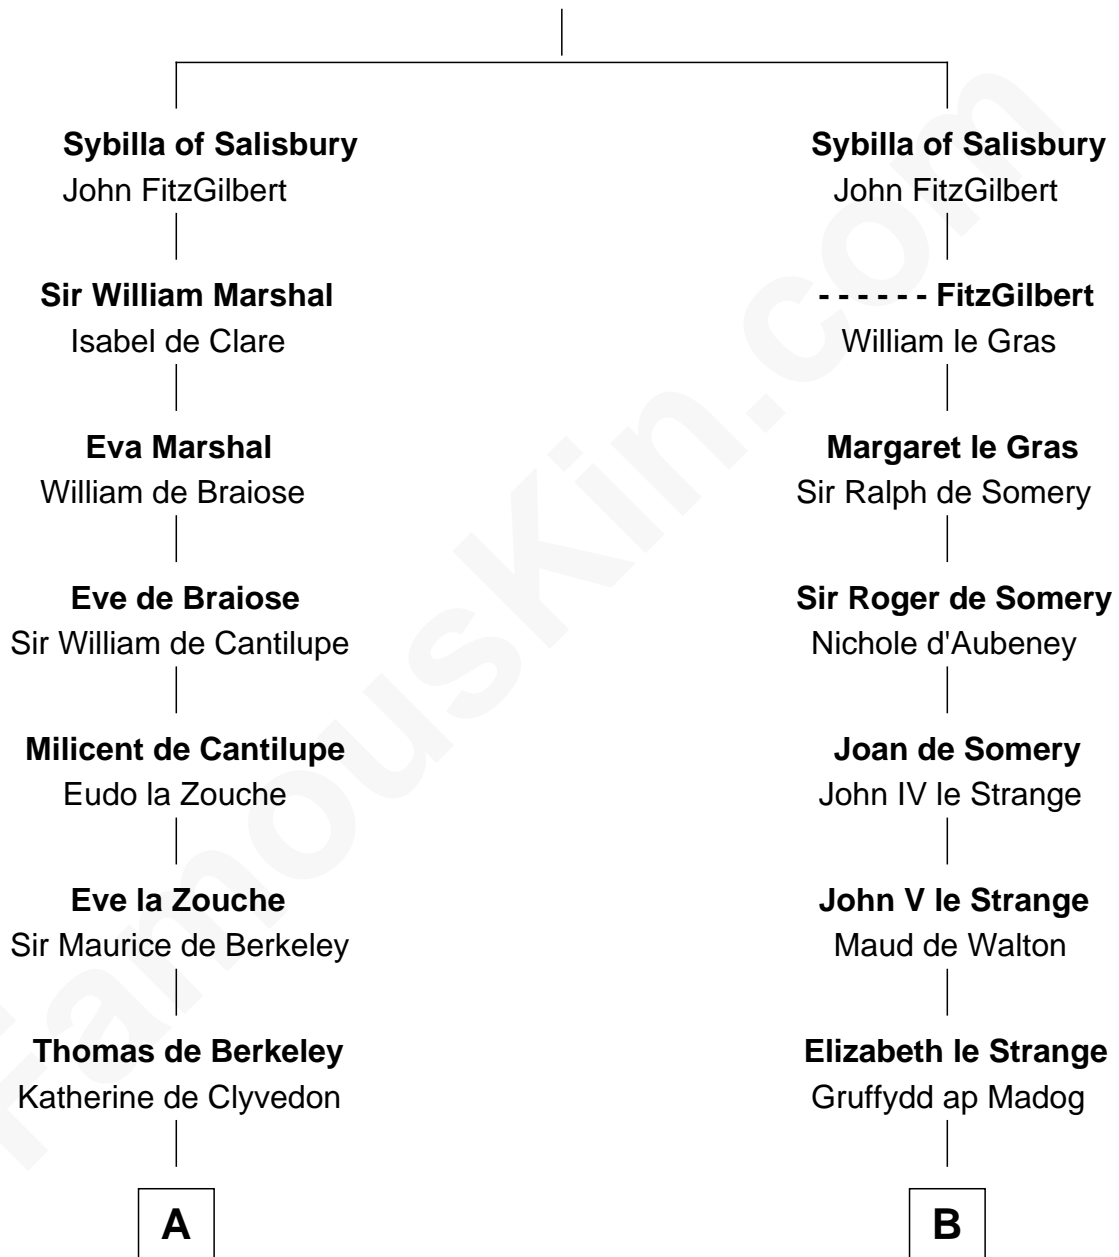 Sybilla of Salisbury
John FitzGilbert
Sir William Marshal
Isabel de Clare
Eva Marshal
William de Braiose
Eve de Braiose
Sir William de Cantilupe
Milicent de Cantilupe
Eudo la Zouche
Eve la Zouche
Sir Maurice de Berkeley
Thomas de Berkeley
Katherine de Clyvedon
A
Sybilla of Salisbury
John FitzGilbert
- - - - - - FitzGilbert
William le Gras
Margaret le Gras
Sir Ralph de Somery
Sir Roger de Somery
Nichole d'Aubeney
Joan de Somery
John IV le Strange
John V le Strange
Maud de Walton
Elizabeth le Strange
Gruffydd ap Madog
B
FamousKin.com